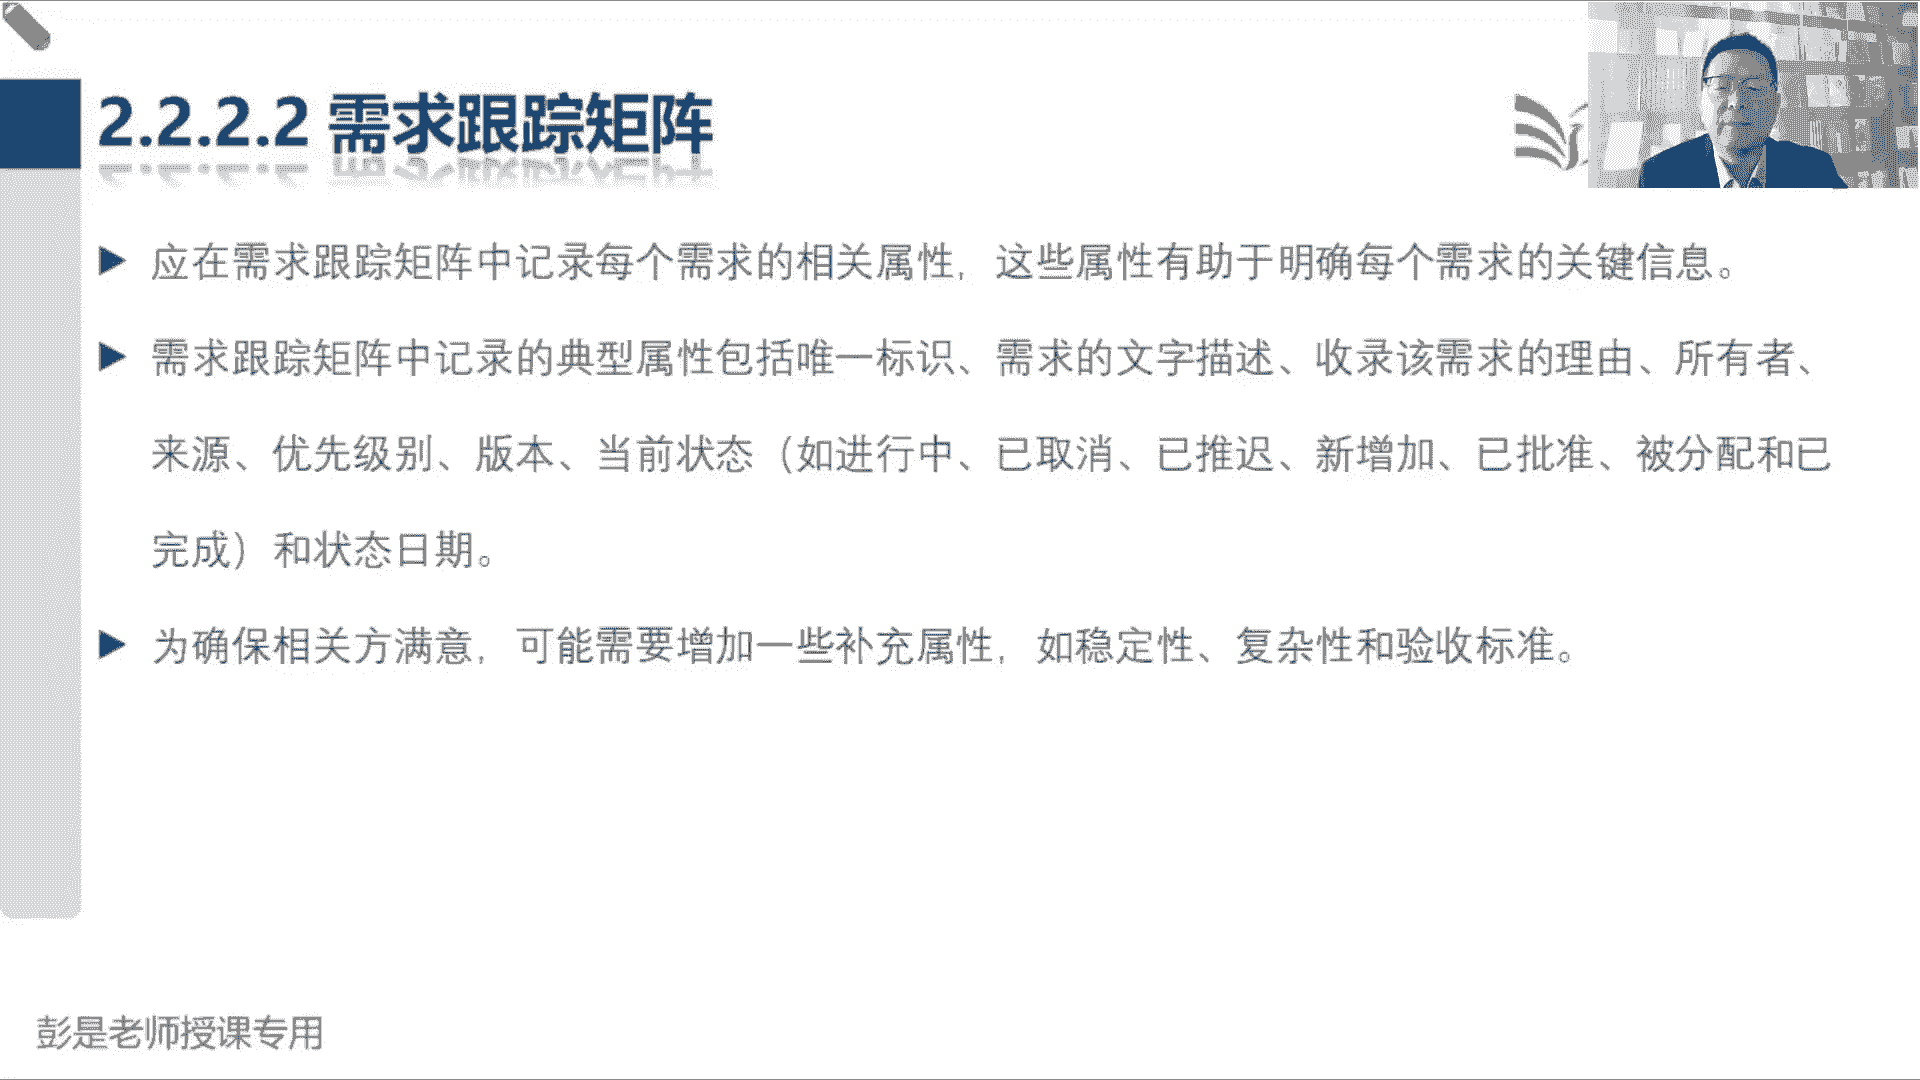 2.2.2.2 需求跟踪矩阵
应在需求跟踪矩阵中记录每个需求的相关属性，这些属性有助于明确每个需求的关键信息。
需求跟踪矩阵中记录的典型属性包括唯一标识、需求的文字描述、收录该需求的理由、所有者、
来源、优先级别、版本、当前状态（如进行中、已取消、已推迟、新增加、已批准、被分配和已
完成）和状态日期。
为确保相关方满意，可能需要增加一些补充属性，如稳定性、复杂性和验收标准。
彭是老师授课专用